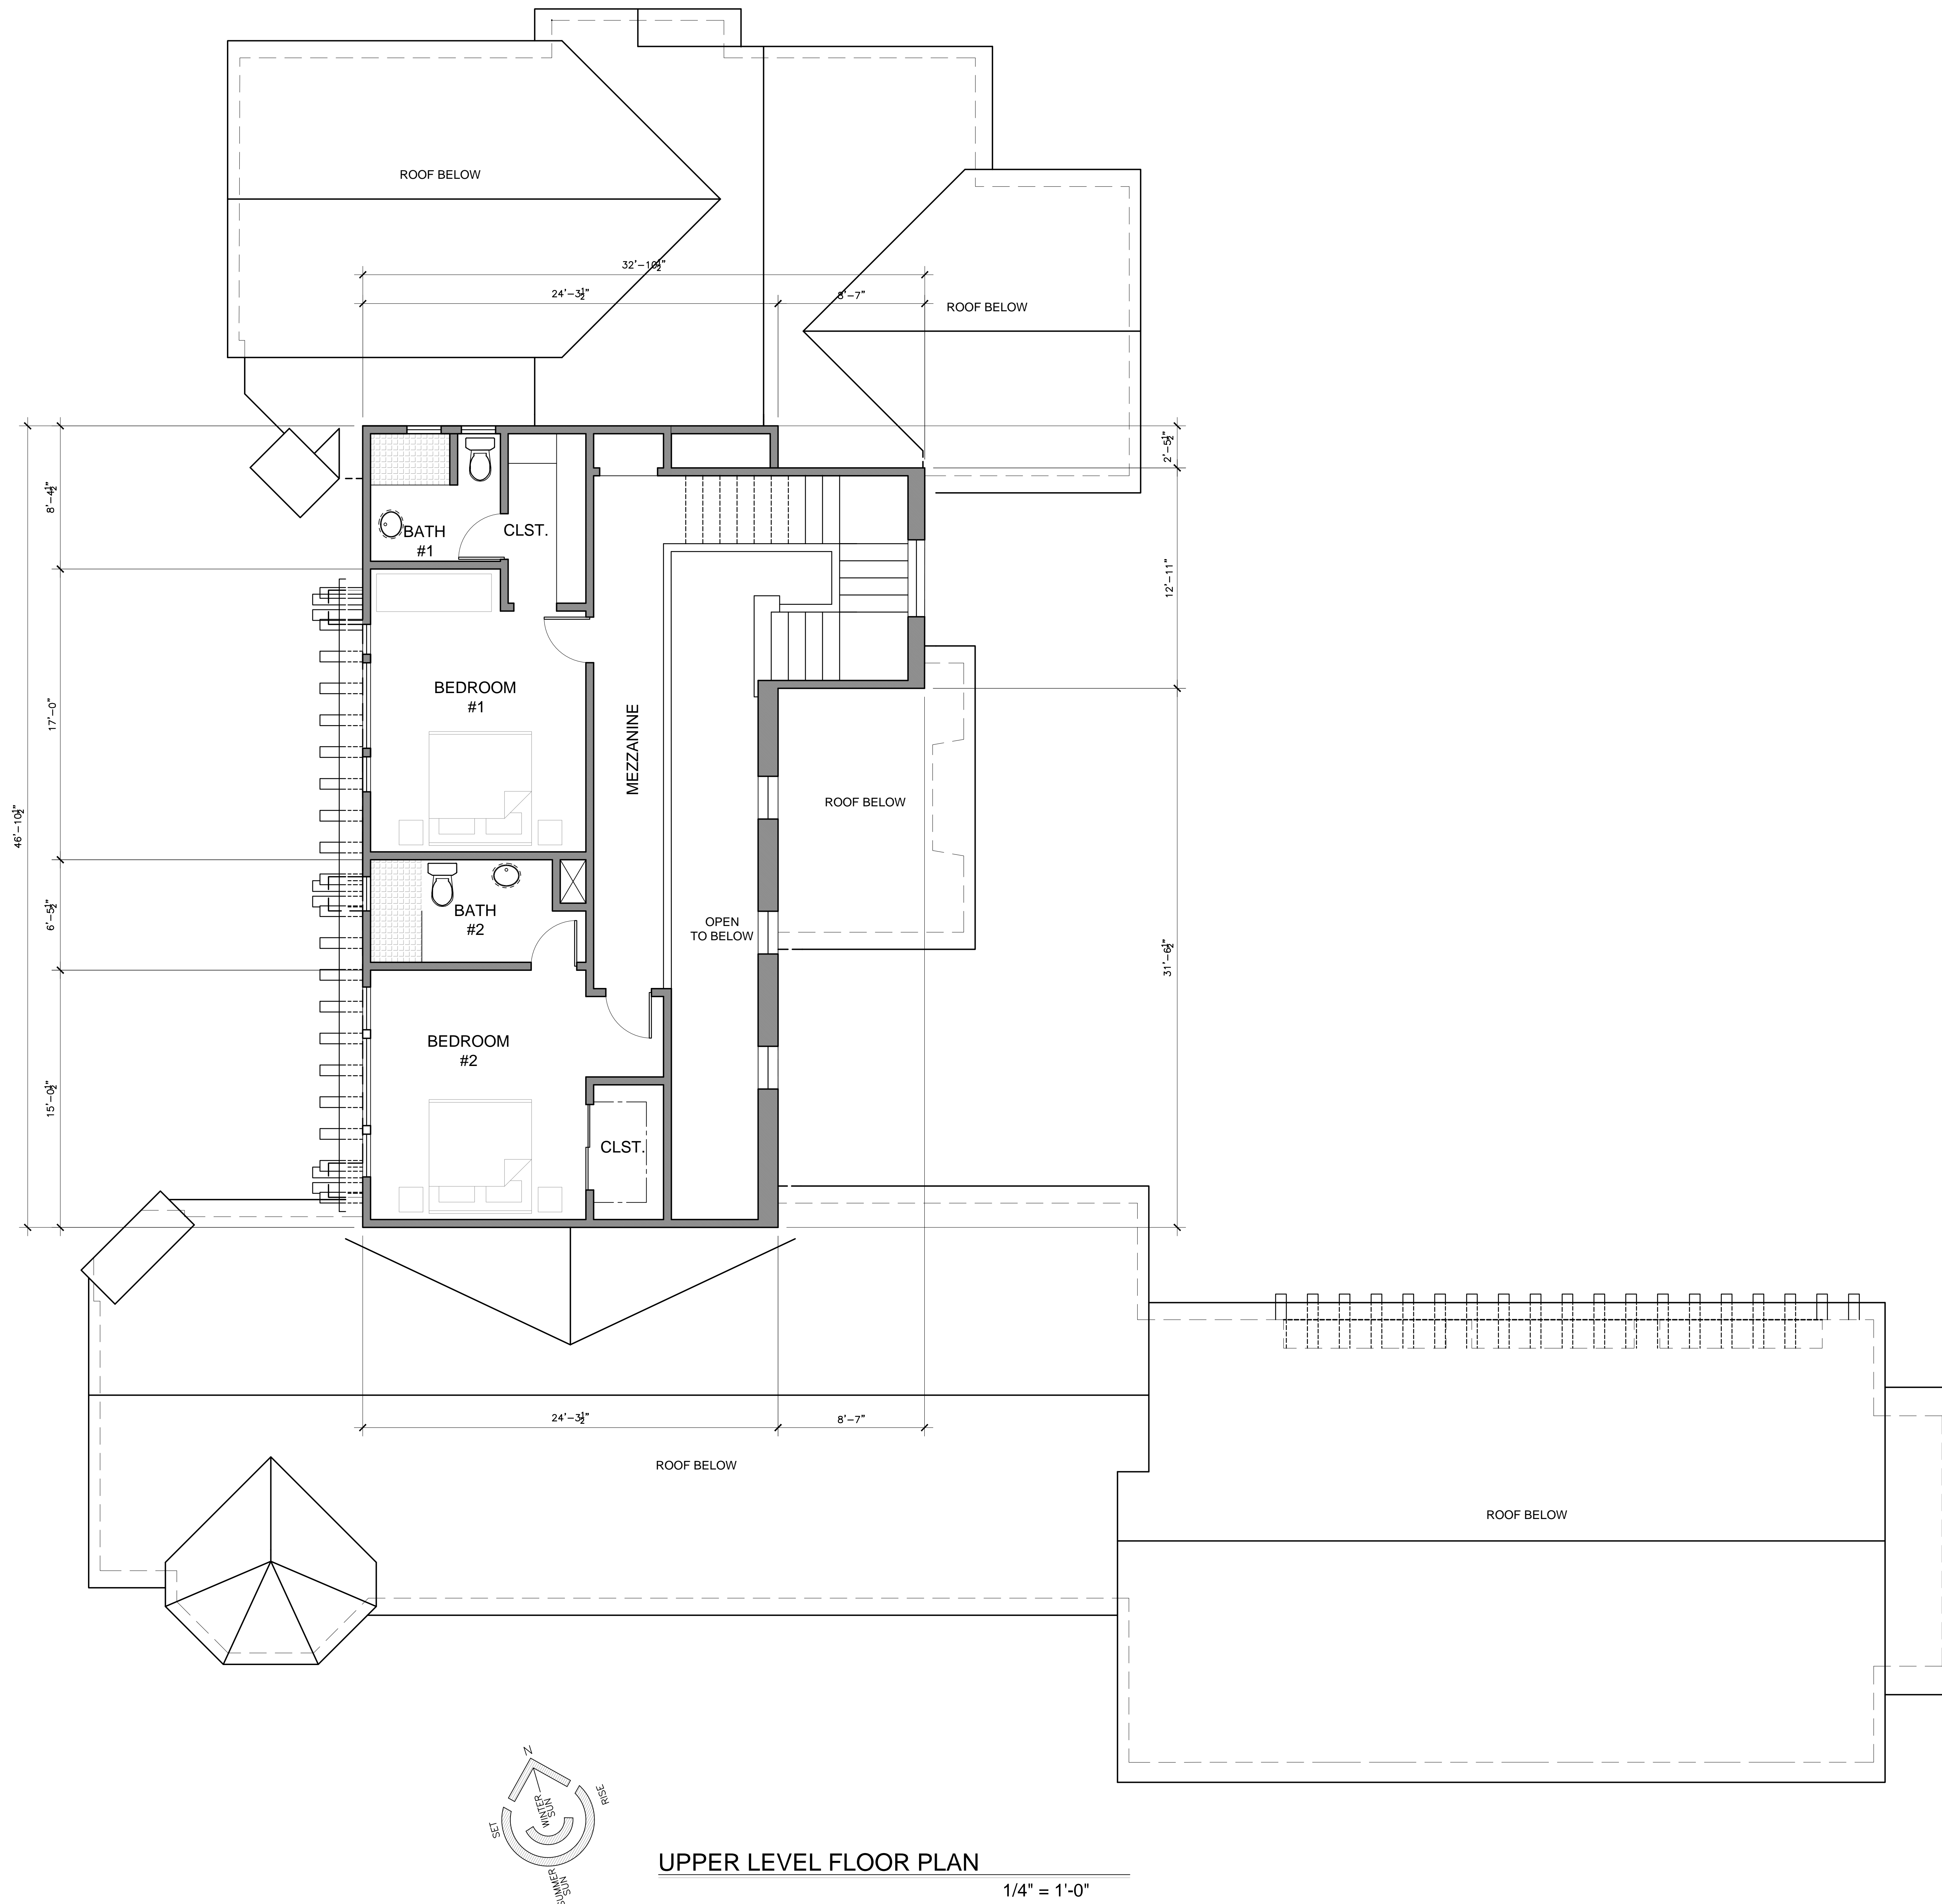 ROOF BELOW
32'-10½"
24'-3½"
8'-7"
ROOF BELOW
2'-5½"
8'-4½"
BATH
#1
CLST.
12'-11"
BEDROOM
#1
17'-0"
MEZZANINE
ROOF BELOW
46'-10½"
BATH
#2
6'-5½"
OPEN
TO BELOW
31'-6½"
BEDROOM
#2
15'-0½"
CLST.
24'-3½"
8'-7"
ROOF BELOW
ROOF BELOW
N
RISE
WINTER
SUN
SET
SUMMER
SUN
UPPER LEVEL FLOOR PLAN
1/4" = 1'-0"